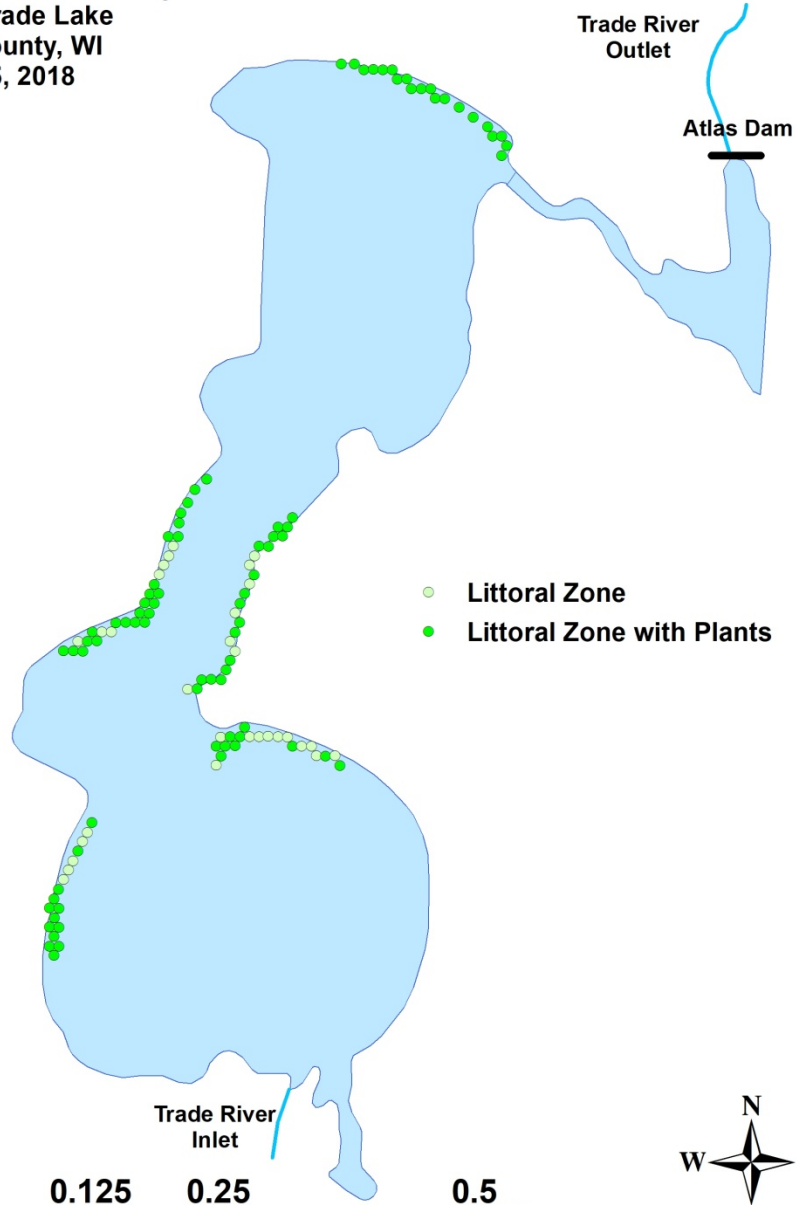 rade Lake
ounty, WI
, 2018
Trade River
Outlet
Atlas Dam
Littoral Zone
Littoral Zone with Plants
Trade River
Inlet
N
W
0.125 0.25 0.5